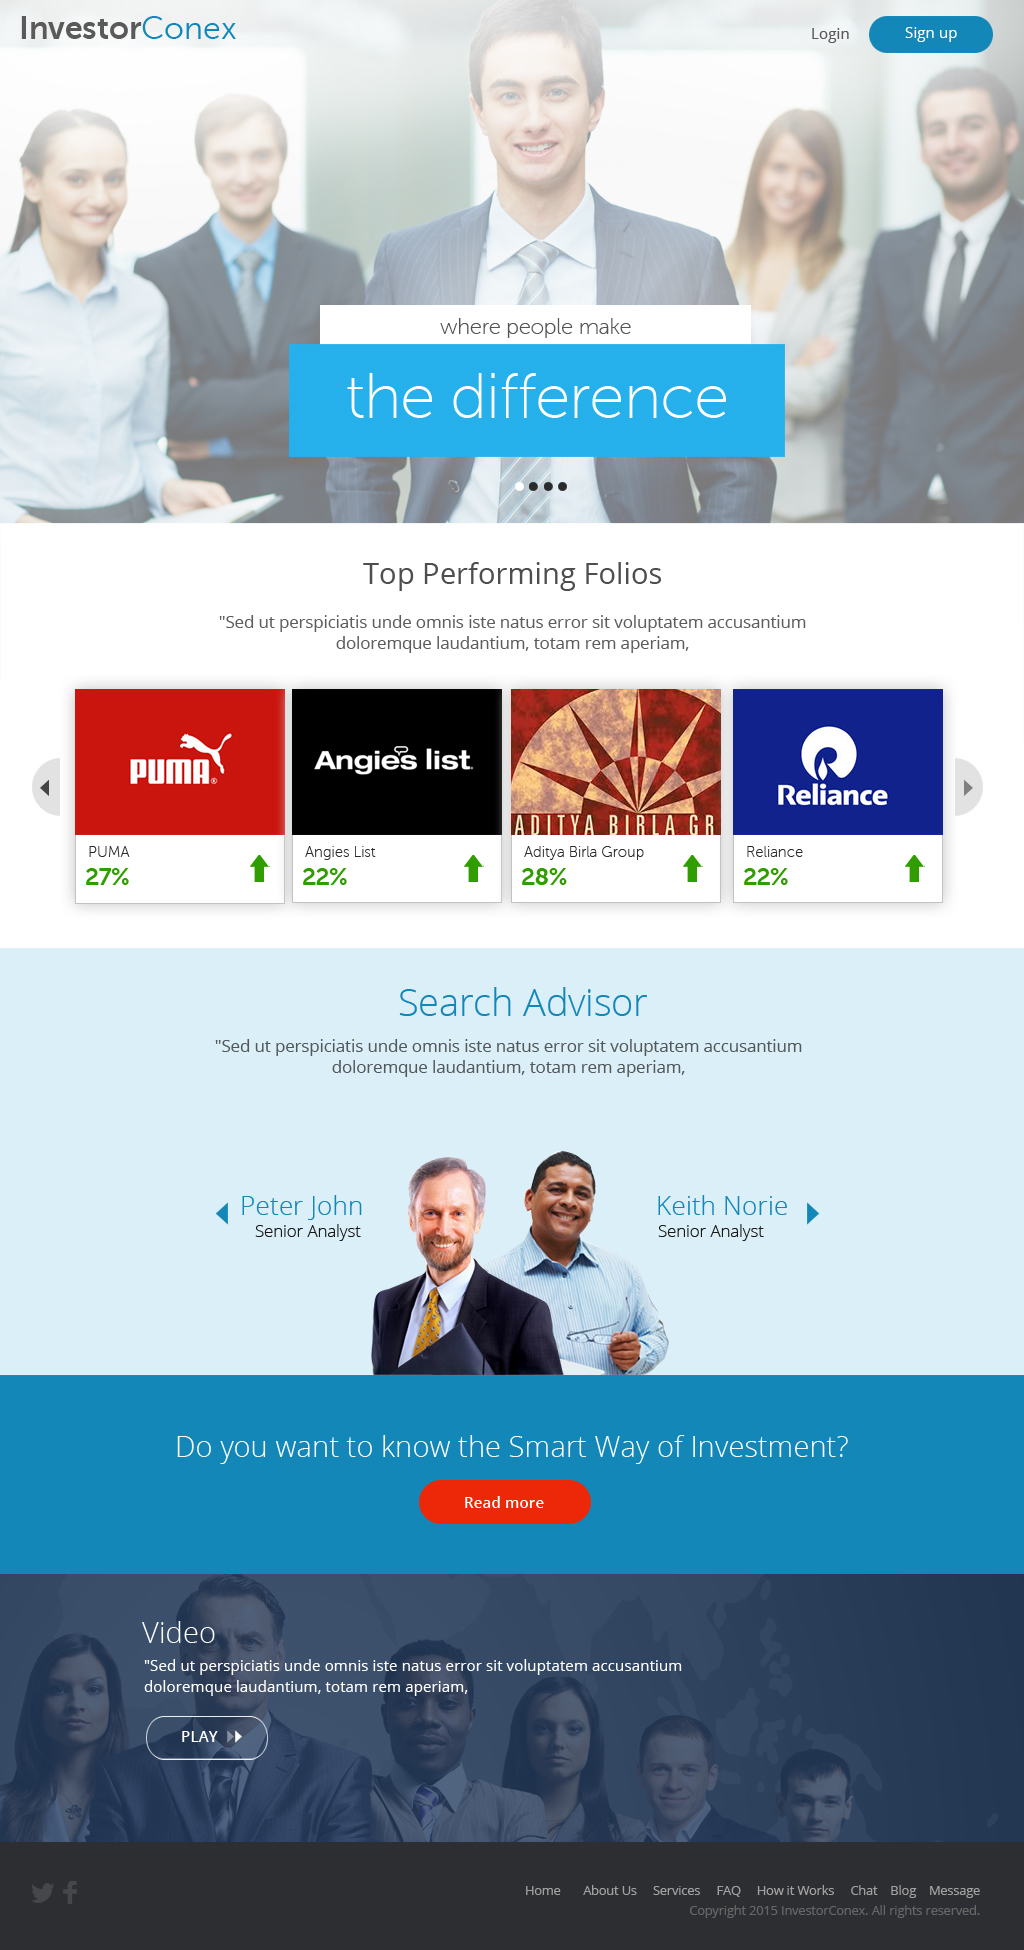 InvestorConex
Login
Sign up
where people make
the difference
Top Performing Folios
"Sed ut perspiciatis unde omnis iste natus error sit voluptatem accusantium
doloremque laudantium, totam rem aperiam,
PUMA®
Angie's list.
ADITYA BIRLA GR
Reliance
PUMA
27%
Angies List
22%
Aditya Birla Group
28%
Reliance
22%
Search Advisor
"Sed ut perspiciatis unde omnis iste natus error sit voluptatem accusantium
doloremque laudantium, totam rem aperiam,
Peter John
Senior Analyst
Keith Norie
Senior Analyst
Do you want to know the Smart Way of Investment?
Read more
Video
"Sed ut perspiciatis unde omnis iste natus error sit voluptatem accusantium
doloremque laudantium, totam rem aperiam,
PLAY
Home About Us Services FAQ How it Works Chat Blog Message
Copyright 2015 InvestorConex. All rights reserved.